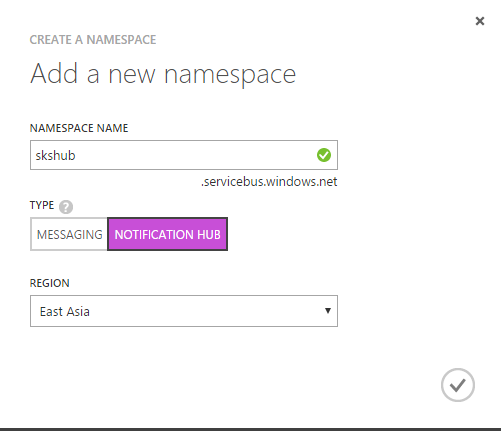 CREATE A NAMESPACE
Add a new namespace
NAMESPACE NAME
skshub
.servicebus.windows.net
TYPE ?
MESSAGING NOTIFICATION HUB
REGION
East Asia